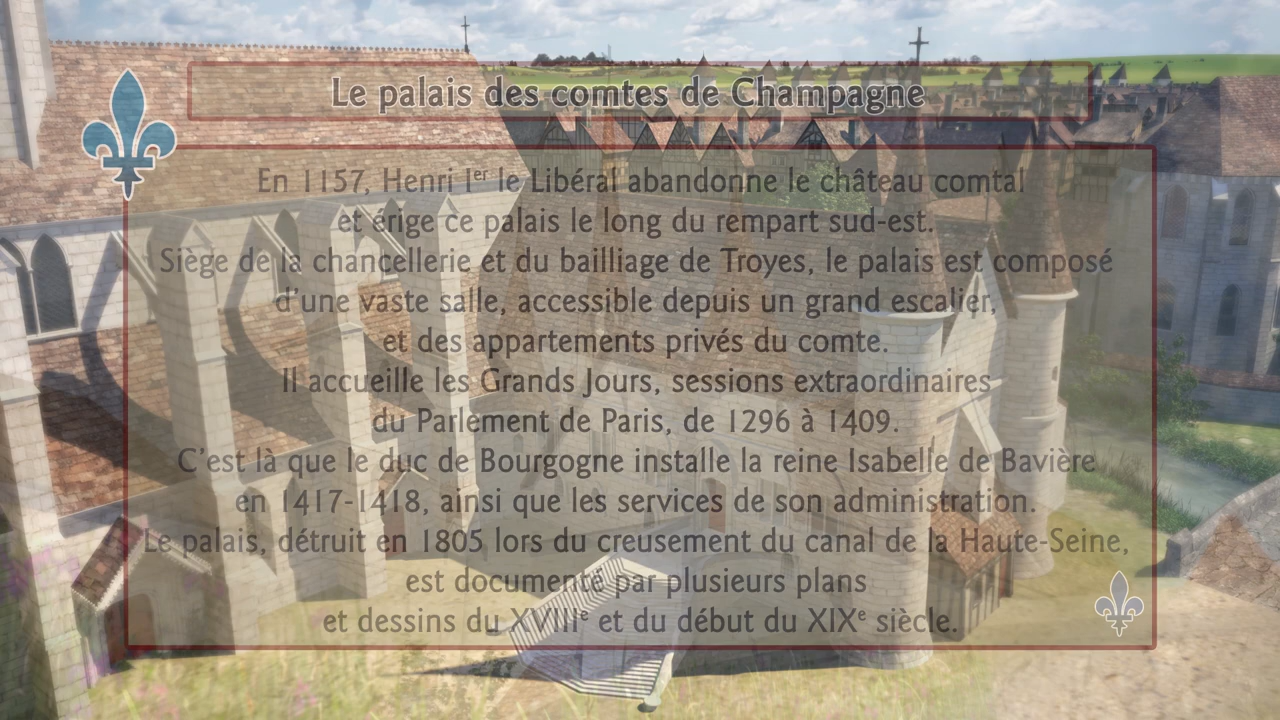 Le palais des comtes de Champagne
En 1157, Henri Iᵉʳ le Libéral abandonne le château comtal
et érige ce palais le long du rempart sud-est.
Siège de la chancellerie et du bailliage de Troyes, le palais est composé
d’une vaste salle, accessible depuis un grand escalier,
et des appartements privés du comte.
Il accueille les Grands Jours, sessions extraordinaires
du Parlement de Paris, de 1296 à 1409.
C’est là que le duc de Bourgogne installe la reine Isabelle de Bavière
en 1417-1418, ainsi que les services de son administration.
Le palais, détruit en 1805 lors du creusement du canal de la Haute-Seine,
est documenté par plusieurs plans
et dessins du XVIIIᵉ et du début du XIXᵉ siècle.